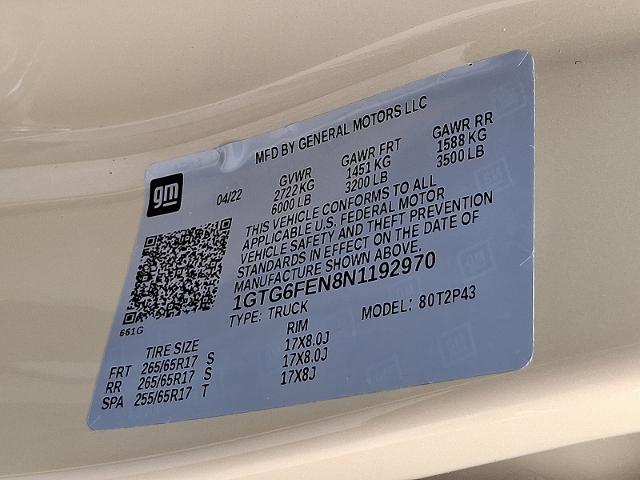 MFD BY GENERAL MOTORS LLC
gm
04/22
GVWR
2722 KG
6000 LB
GAWR FRT
1451 KG
3200 LB
GAWR RR
1588 KG
3500 LB
THIS VEHICLE CONFORMS TO ALL
APPLICABLE U.S. FEDERAL MOTOR
VEHICLE SAFETY AND THEFT PREVENTION
STANDARDS IN EFFECT ON THE DATE OF
MANUFACTURE SHOWN ABOVE.
1GTG6FEN8N1192970
661G
TYPE: TRUCK
MODEL: 80T2P43
TIRE SIZE RIM
FRT 265/65R17 S 17X8.0J
RR 265/65R17 S 17X8.0J
SPA 255/65R17 T 17X8J